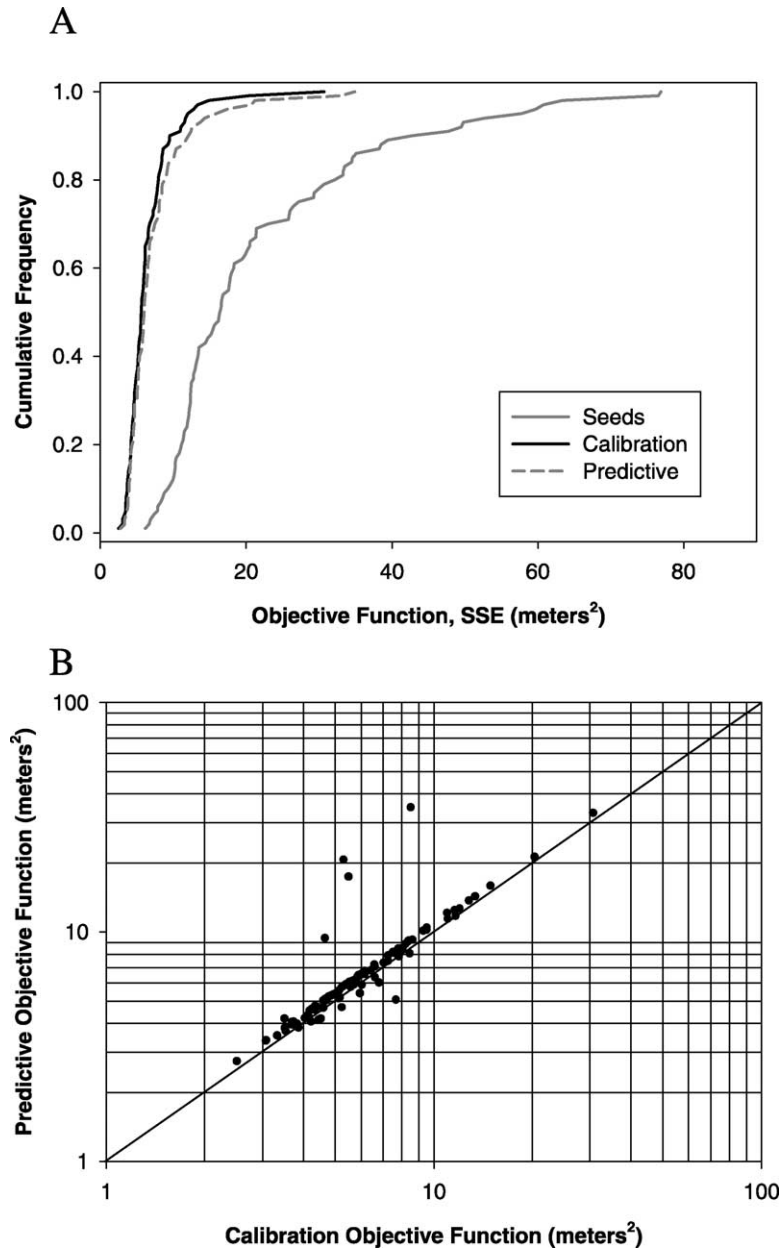 A
1.0
0.8
0.6
0.4
0.2
0.0
Cumulative Frequency
Seeds
Calibration
Predictive
0 20 40 60 80
Objective Function, SSE (meters²)
B
100
10
1
Predictive Objective Function (meters²)
1 10 100
Calibration Objective Function (meters²)